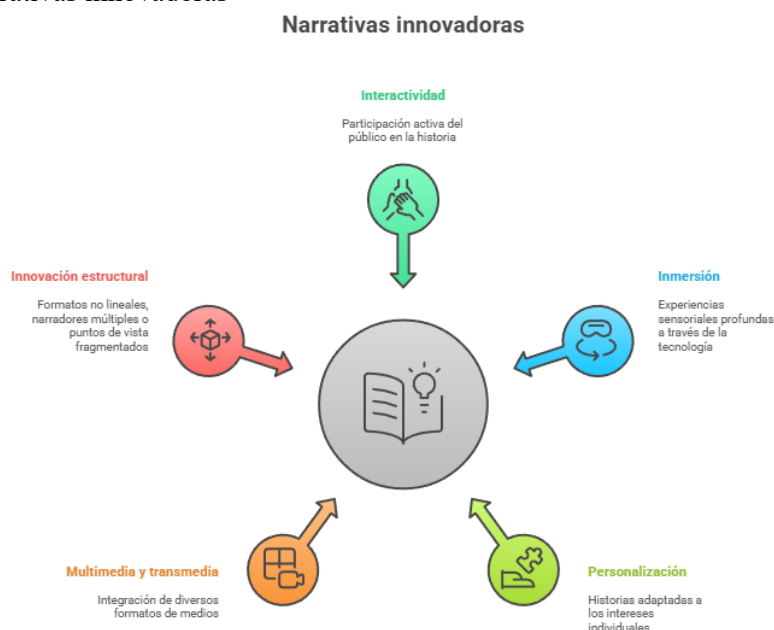 Narrativas innovadoras
Interactividad
Participación activa del
público en la historia
Innovación estructural
Formatos no lineales,
narradores múltiples o
puntos de vista
fragmentados
Inmersión
Experiencias
sensoriales profundas
a través de la
tecnología
Multimedia y transmedia
Integración de diversos
formatos de medios
Personalización
Historias adaptadas a
los intereses
individuales